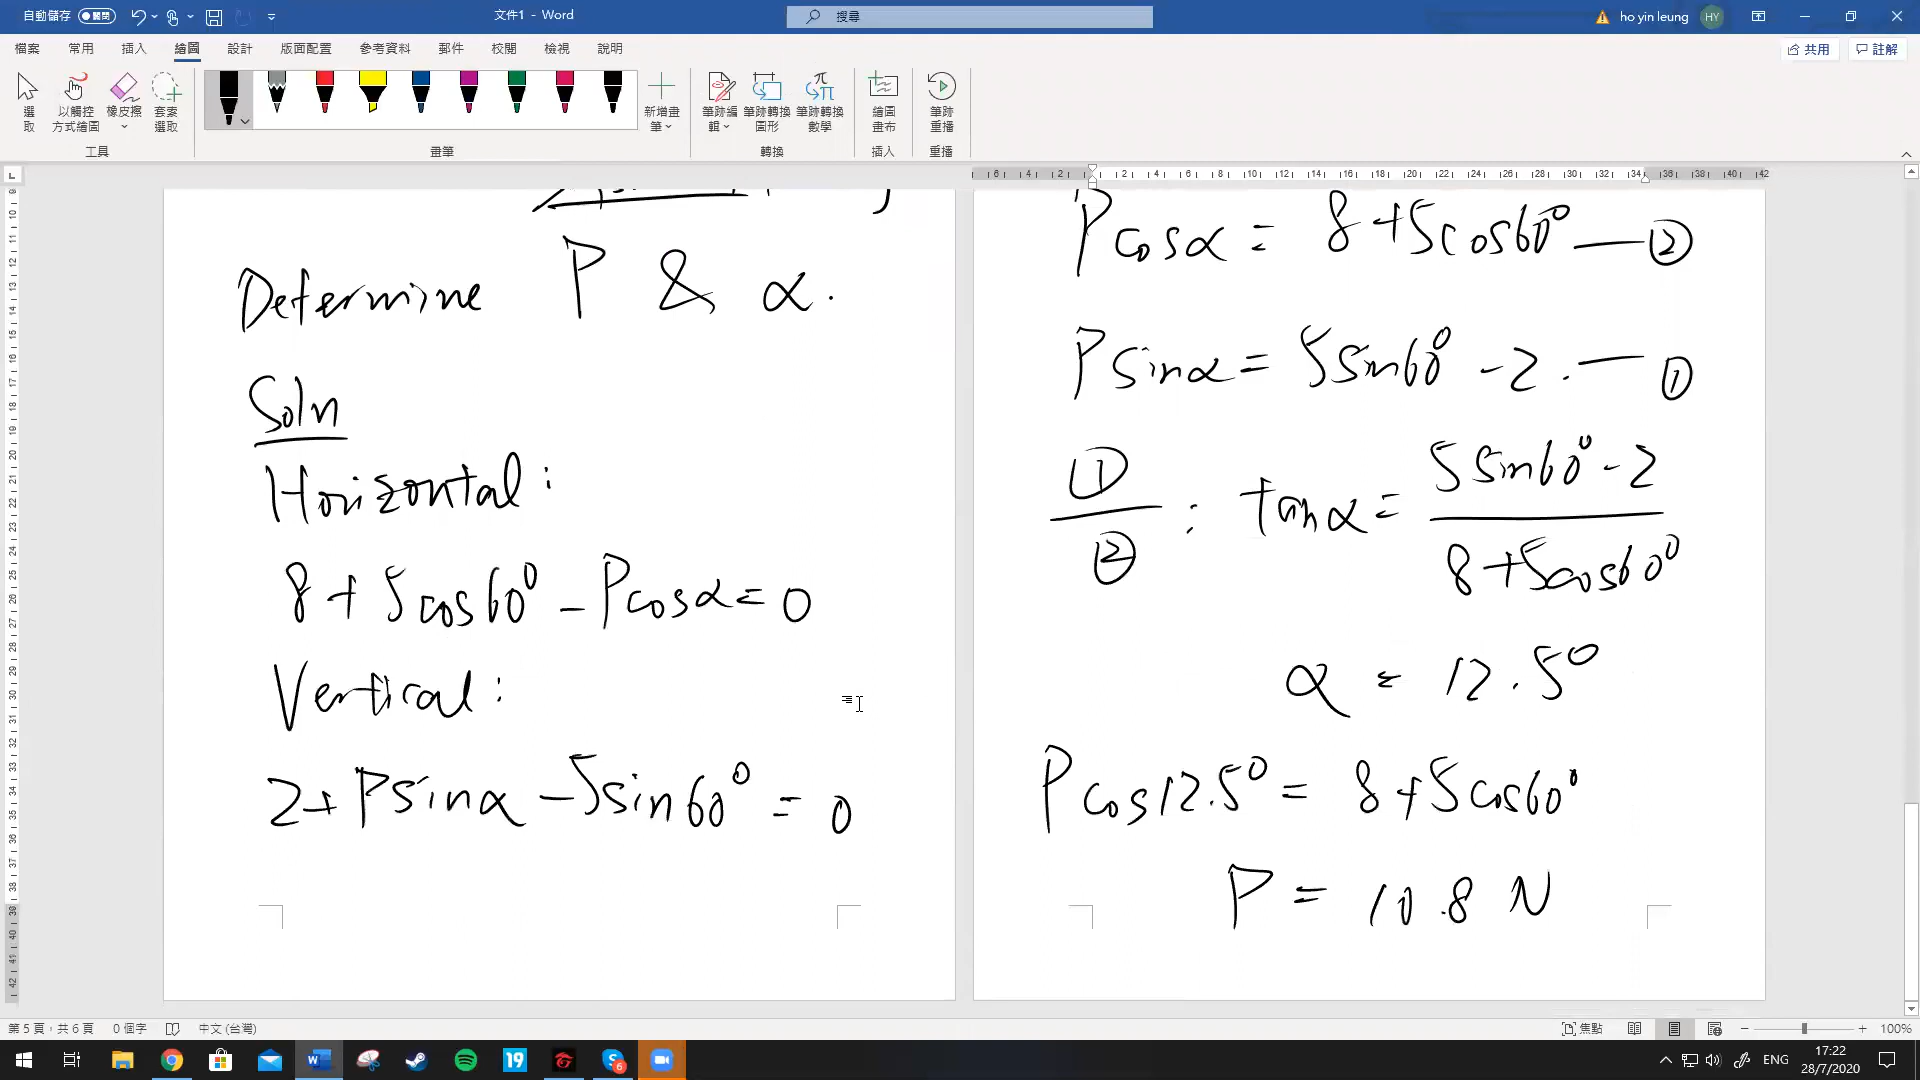 自動儲存 關閉
文件1 - Word
搜尋
ho yin leung HY
檔案 常用 插入 繪圖 設計 版面配置 參考資料 郵件 校閱 檢視 說明
共用 註解
選取 以觸控方式繪圖 橡皮擦 套索選取 新增畫筆 筆跡編輯 筆跡轉換圖形 筆跡轉換數學 繪圖畫布 筆跡重播
工具 畫筆 轉換 插入 重播
Determine P & α.
Soln
Horizontal:
8 + 5cos60° - Pcosα = 0
Vertical:
2 + Psinα - 5sin60° = 0
Pcosα = 8 + 5cos60° — ②
Psinα = 5sin60° - 2. — ①
①/② : tanα = (5sin60° - 2)/(8 + 5cos60°)
α = 12.5°
Pcos12.5° = 8 + 5cos60°
P = 10.8 N
第 5 頁，共 6 頁 0 個字 中文 (台灣)
焦點 100%
19 6 ENG 17:22
28/7/2020